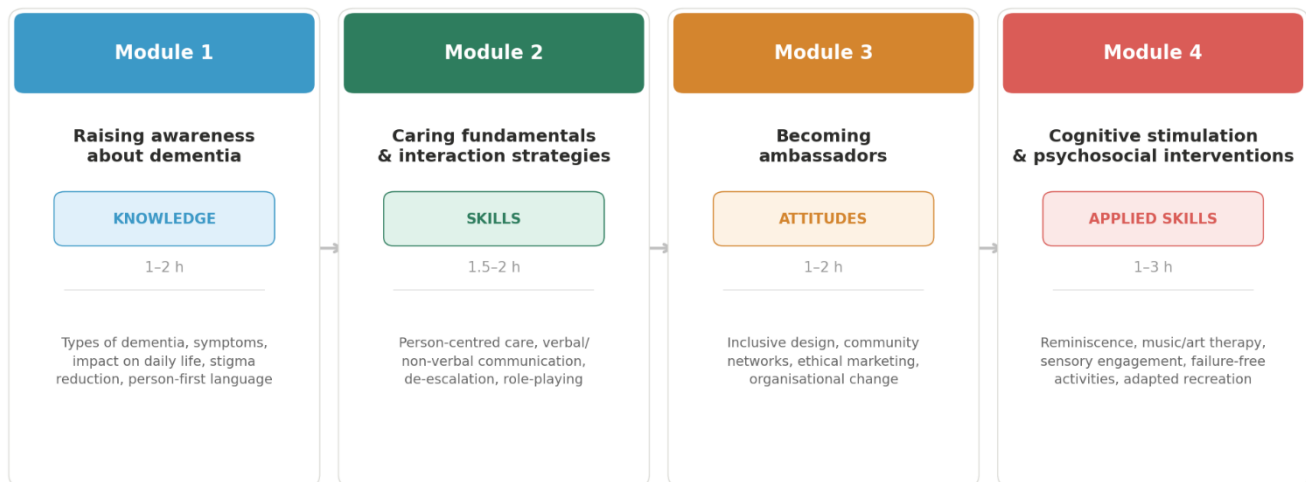 Module 1
Raising awareness
about dementia
KNOWLEDGE
1–2 h
Types of dementia, symptoms,
impact on daily life, stigma
reduction, person-first language
Module 2
Caring fundamentals
& interaction strategies
SKILLS
1.5–2 h
Person-centred care, verbal/
non-verbal communication,
de-escalation, role-playing
Module 3
Becoming
ambassadors
ATTITUDES
1–2 h
Inclusive design, community
networks, ethical marketing,
organisational change
Module 4
Cognitive stimulation
& psychosocial interventions
APPLIED SKILLS
1–3 h
Reminiscence, music/art therapy,
sensory engagement, failure-free
activities, adapted recreation